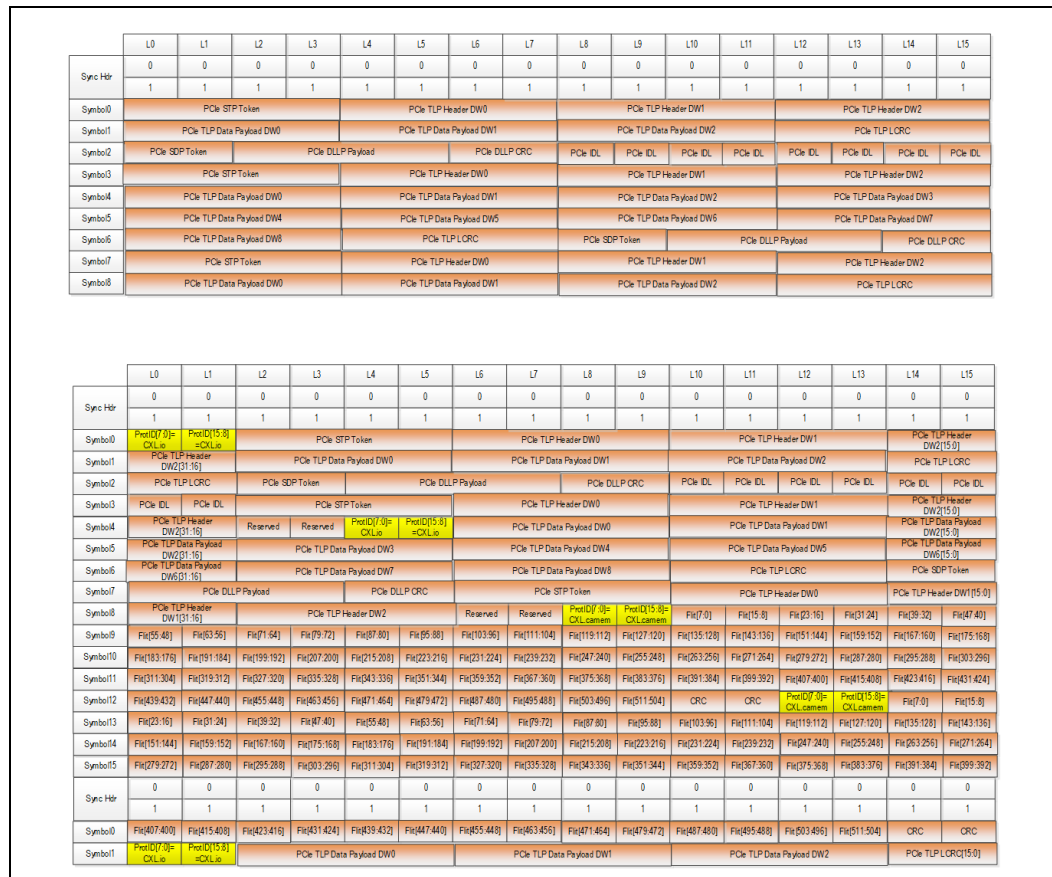 L0 L1 L2 L3 L4 L5 L6 L7 L8 L9 L10 L11 L12 L13 L14 L15
Sync Hdr 0 0 0 0 0 0 0 0 0 0 0 0 0 0 0 0
1 1 1 1 1 1 1 1 1 1 1 1 1 1 1 1
Symbol0 PCIe STP Token PCIe TLP Header DW0 PCIe TLP Header DW1 PCIe TLP Header DW2
Symbol1 PCIe TLP Data Payload DW0 PCIe TLP Data Payload DW1 PCIe TLP Data Payload DW2 PCIe TLP LCRC
Symbol2 PCIe SDP Token PCIe DLLP Payload PCIe DLLP CRC PCIe IDL PCIe IDL PCIe IDL PCIe IDL PCIe IDL PCIe IDL PCIe IDL PCIe IDL
Symbol3 PCIe STP Token PCIe TLP Header DW0 PCIe TLP Header DW1 PCIe TLP Header DW2
Symbol4 PCIe TLP Data Payload DW0 PCIe TLP Data Payload DW1 PCIe TLP Data Payload DW2 PCIe TLP Data Payload DW3
Symbol5 PCIe TLP Data Payload DW4 PCIe TLP Data Payload DW5 PCIe TLP Data Payload DW6 PCIe TLP Data Payload DW7
Symbol6 PCIe TLP Data Payload DW8 PCIe TLP LCRC PCIe SDP Token PCIe DLLP Payload PCIe DLLP CRC
Symbol7 PCIe STP Token PCIe TLP Header DW0 PCIe TLP Header DW1 PCIe TLP Header DW2
Symbol8 PCIe TLP Data Payload DW0 PCIe TLP Data Payload DW1 PCIe TLP Data Payload DW2 PCIe TLP LCRC
L0 L1 L2 L3 L4 L5 L6 L7 L8 L9 L10 L11 L12 L13 L14 L15
Sync Hdr 0 0 0 0 0 0 0 0 0 0 0 0 0 0 0 0
1 1 1 1 1 1 1 1 1 1 1 1 1 1 1 1
Symbol0 ProtID[7:0]=CXL.io ProtID[15:8]=CXL.io PCIe STP Token PCIe TLP Header DW0 PCIe TLP Header DW1 PCIe TLP Header DW2[15:0]
Symbol1 PCIe TLP Header DW2[31:16] PCIe TLP Data Payload DW0 PCIe TLP Data Payload DW1 PCIe TLP Data Payload DW2 PCIe TLP LCRC
Symbol2 PCIe TLP LCRC PCIe SDP Token PCIe DLLP Payload PCIe DLLP CRC PCIe IDL PCIe IDL PCIe IDL PCIe IDL PCIe IDL PCIe IDL
Symbol3 PCIe IDL PCIe IDL PCIe STP Token PCIe TLP Header DW0 PCIe TLP Header DW1 PCIe TLP Header DW2[15:0]
Symbol4 PCIe TLP Header DW2[31:16] Reserved Reserved ProtID[7:0]=CXL.io ProtID[15:8]=CXL.io PCIe TLP Data Payload DW0 PCIe TLP Data Payload DW1 PCIe TLP Data Payload DW2[15:0]
Symbol5 PCIe TLP Data Payload DW2[31:16] PCIe TLP Data Payload DW3 PCIe TLP Data Payload DW4 PCIe TLP Data Payload DW5 PCIe TLP Data Payload DW6[15:0]
Symbol6 PCIe TLP Data Payload DW6[31:16] PCIe TLP Data Payload DW7 PCIe TLP Data Payload DW8 PCIe TLP LCRC PCIe SDP Token
Symbol7 PCIe DLLP Payload PCIe DLLP CRC PCIe STP Token PCIe TLP Header DW0 PCIe TLP Header DW1[15:0]
Symbol8 PCIe TLP Header DW1[31:16] PCIe TLP Header DW2 Reserved Reserved ProtID[7:0]=CXL.camem ProtID[15:8]=CXL.camem Flit[7:0] Flit[15:8] Flit[23:16] Flit[31:24] Flit[39:32] Flit[47:40]
Symbol9 Flit[55:48] Flit[63:56] Flit[71:64] Flit[79:72] Flit[87:80] Flit[95:88] Flit[103:96] Flit[111:104] Flit[119:112] Flit[127:120] Flit[135:128] Flit[143:136] Flit[151:144] Flit[159:152] Flit[167:160] Flit[175:168]
Symbol10 Flit[183:176] Flit[191:184] Flit[199:192] Flit[207:200] Flit[215:208] Flit[223:216] Flit[231:224] Flit[239:232] Flit[247:240] Flit[255:248] Flit[263:256] Flit[271:264] Flit[279:272] Flit[287:280] Flit[295:288] Flit[303:296]
Symbol11 Flit[311:304] Flit[319:312] Flit[327:320] Flit[335:328] Flit[343:336] Flit[351:344] Flit[359:352] Flit[367:360] Flit[375:368] Flit[383:376] Flit[391:384] Flit[399:392] Flit[407:400] Flit[415:408] Flit[423:416] Flit[431:424]
Symbol12 Flit[439:432] Flit[447:440] Flit[455:448] Flit[463:456] Flit[471:464] Flit[479:472] Flit[487:480] Flit[495:488] Flit[503:496] Flit[511:504] CRC CRC ProtID[7:0]=CXL.camem ProtID[15:8]=CXL.camem Flit[7:0] Flit[15:8]
Symbol13 Flit[23:16] Flit[31:24] Flit[39:32] Flit[47:40] Flit[55:48] Flit[63:56] Flit[71:64] Flit[79:72] Flit[87:80] Flit[95:88] Flit[103:96] Flit[111:104] Flit[119:112] Flit[127:120] Flit[135:128] Flit[143:136]
Symbol14 Flit[151:144] Flit[159:152] Flit[167:160] Flit[175:168] Flit[183:176] Flit[191:184] Flit[199:192] Flit[207:200] Flit[215:208] Flit[223:216] Flit[231:224] Flit[239:232] Flit[247:240] Flit[255:248] Flit[263:256] Flit[271:264]
Symbol15 Flit[279:272] Flit[287:280] Flit[295:288] Flit[303:296] Flit[311:304] Flit[319:312] Flit[327:320] Flit[335:328] Flit[343:336] Flit[351:344] Flit[359:352] Flit[367:360] Flit[375:368] Flit[383:376] Flit[391:384] Flit[399:392]
Sync Hdr 0 0 0 0 0 0 0 0 0 0 0 0 0 0 0 0
1 1 1 1 1 1 1 1 1 1 1 1 1 1 1 1
Symbol0 Flit[407:400] Flit[415:408] Flit[423:416] Flit[431:424] Flit[439:432] Flit[447:440] Flit[455:448] Flit[463:456] Flit[471:464] Flit[479:472] Flit[487:480] Flit[495:488] Flit[503:496] Flit[511:504] CRC CRC
Symbol1 ProtID[7:0]=CXL.io ProtID[15:8]=CXL.io PCIe TLP Data Payload DW0 PCIe TLP Data Payload DW1 PCIe TLP Data Payload DW2 PCIe TLP LCRC[15:0]